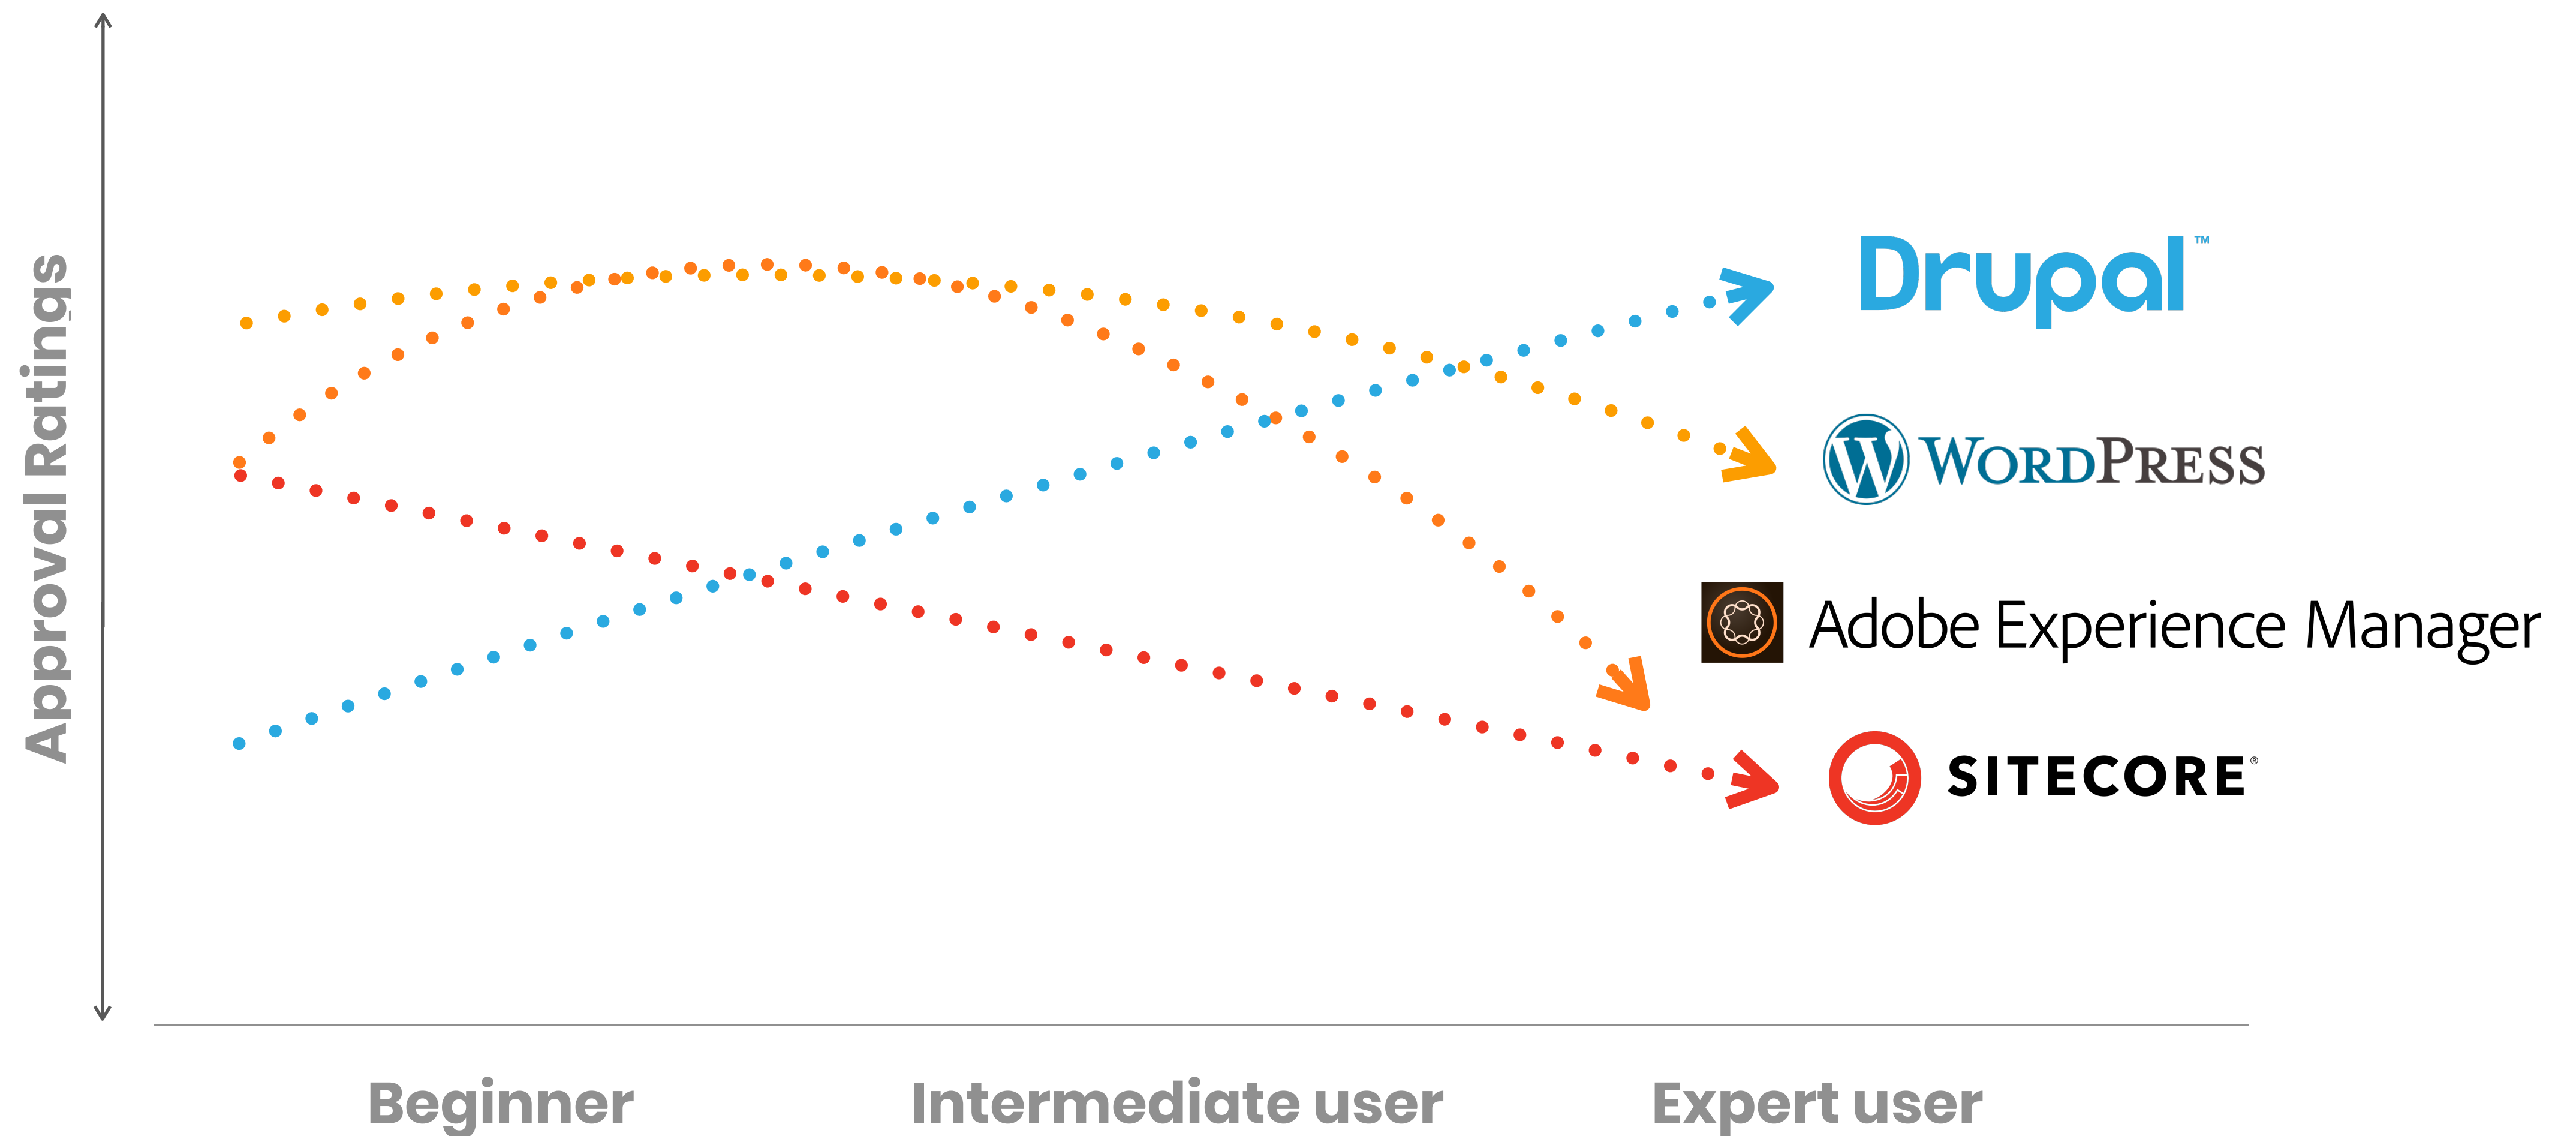 Approval Ratings
Drupal™
W WORDPRESS
Adobe Experience Manager
SITECORE®
Beginner
Intermediate user
Expert user